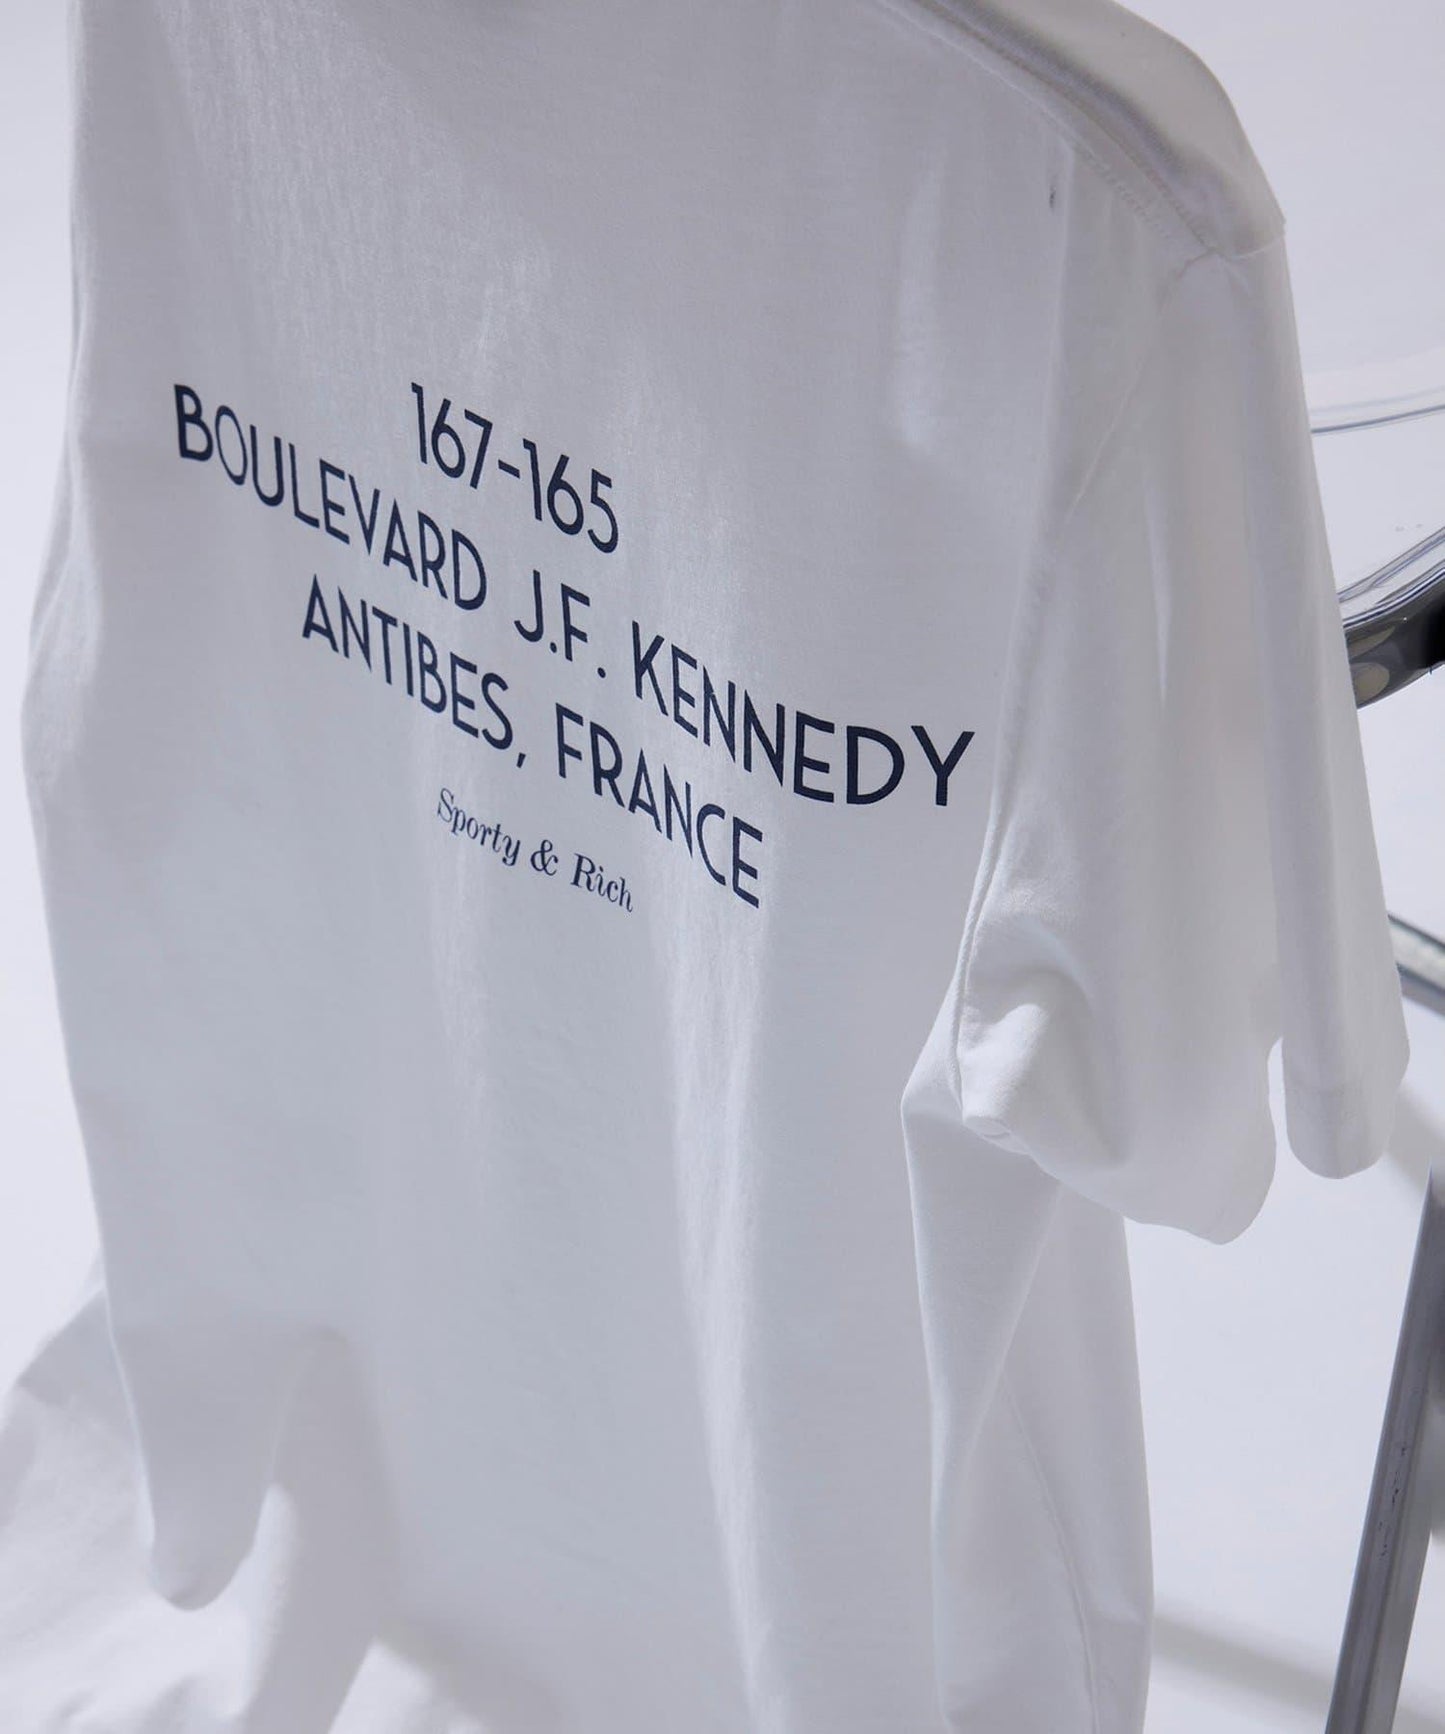 167-165
BOULEVARD J.F. KENNEDY
ANTIBES, FRANCE
Sporty & Rich